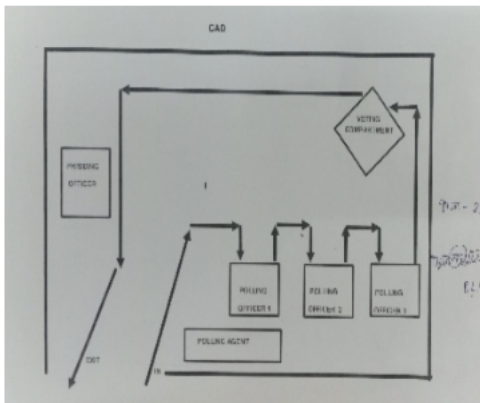 CAD
VOTING
COMPARTMENT
PRESIDING
OFFICER
POLLING
OFFICER 1
POLLING
OFFICER 2
POLLING
OFFICER 3
POLLING AGENT
EXIT
IN